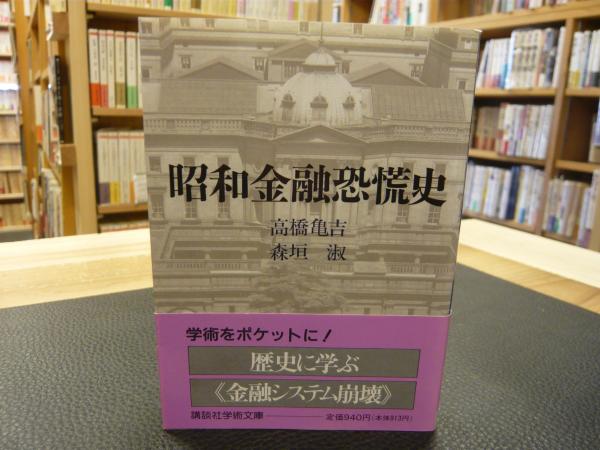 昭和金融恐慌史
高橋亀吉
森垣 淑
学術をポケットに!
歴史に学ぶ
《金融システム崩壊》
講談社学術文庫 ―― 定価940円(本体913円)